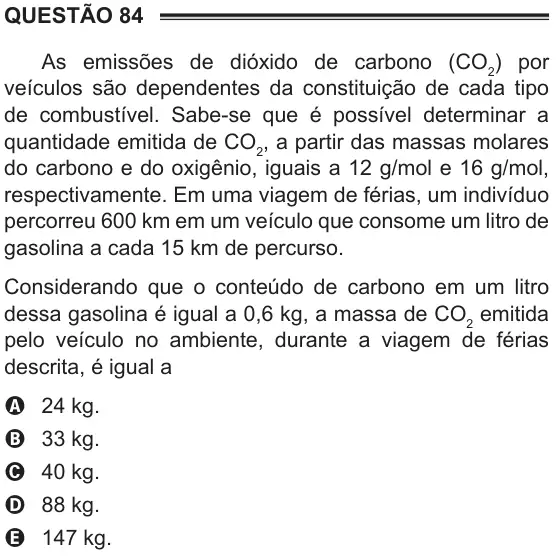 QUESTÃO 84
As emissões de dióxido de carbono (CO₂) por
veículos são dependentes da constituição de cada tipo
de combustível. Sabe-se que é possível determinar a
quantidade emitida de CO₂, a partir das massas molares
do carbono e do oxigênio, iguais a 12 g/mol e 16 g/mol,
respectivamente. Em uma viagem de férias, um indivíduo
percorreu 600 km em um veículo que consome um litro de
gasolina a cada 15 km de percurso.
Considerando que o conteúdo de carbono em um litro
dessa gasolina é igual a 0,6 kg, a massa de CO₂ emitida
pelo veículo no ambiente, durante a viagem de férias
descrita, é igual a
A 24 kg.
B 33 kg.
C 40 kg.
D 88 kg.
E 147 kg.